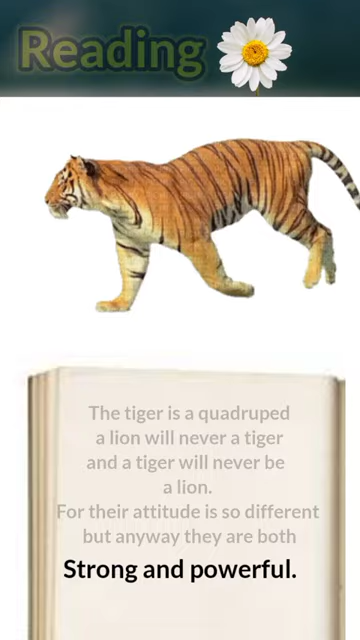 Reading
The tiger is a quadruped
a lion will never a tiger
and a tiger will never be
a lion.
For their attitude is so different
but anyway they are both
Strong and powerful.